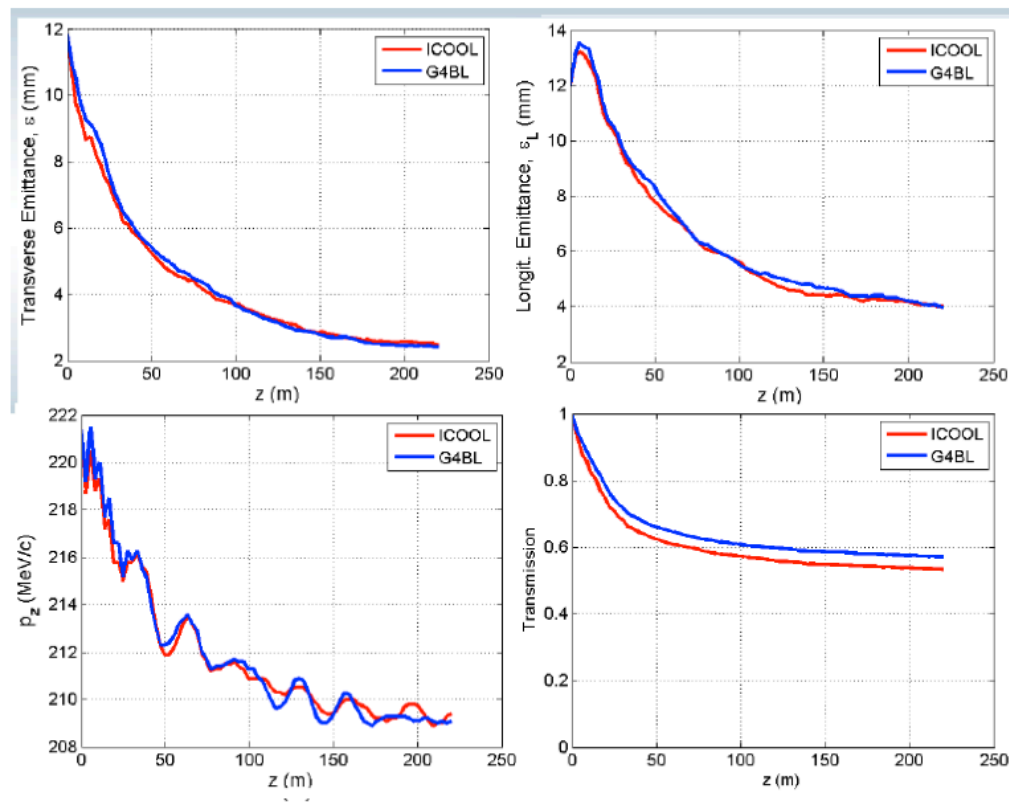 12
10
8
6
4
2
0 50 100 150 200 250
Transverse Emittance, ε (mm)
z (m)
ICOOL
G4BL
14
12
10
8
6
4
2
0 50 100 150 200 250
Longit. Emittance, εL (mm)
z (m)
ICOOL
G4BL
222
220
218
216
214
212
210
208
0 50 100 150 200 250
pz (MeV/c)
z (m)
ICOOL
G4BL
1
0.8
0.6
0.4
0.2
0
0 50 100 150 200 250
Transmission
z (m)
ICOOL
G4BL